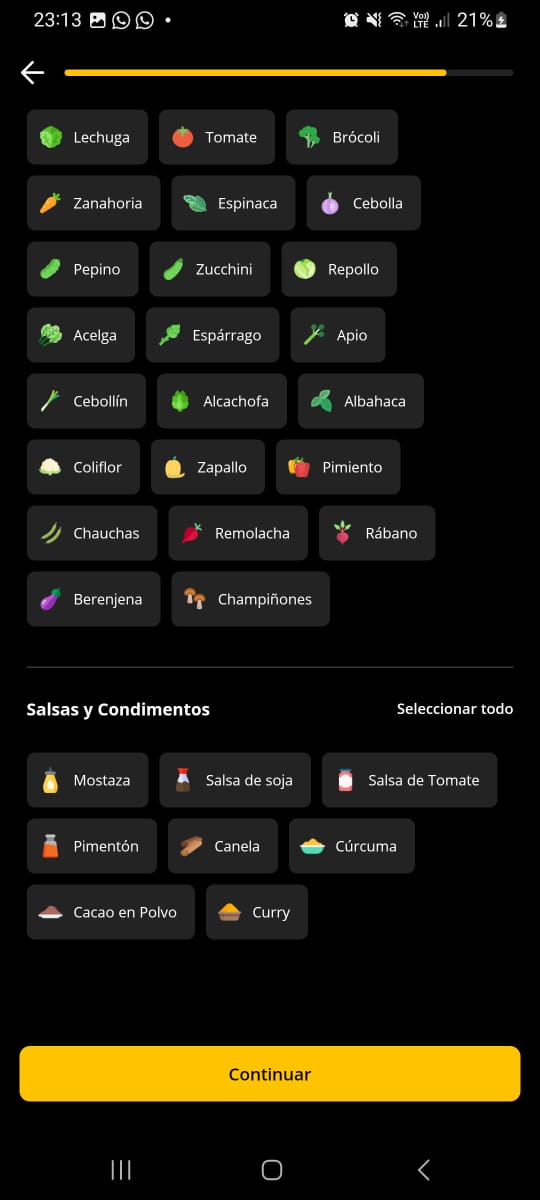 23:13 Vo)) LTE 21%
Lechuga Tomate Brócoli
Zanahoria Espinaca Cebolla
Pepino Zucchini Repollo
Acelga Espárrago Apio
Cebollín Alcachofa Albahaca
Coliflor Zapallo Pimiento
Chauchas Remolacha Rábano
Berenjena Champiñones
Salsas y Condimentos Seleccionar todo
Mostaza Salsa de soja Salsa de Tomate
Pimentón Canela Cúrcuma
Cacao en Polvo Curry
Continuar